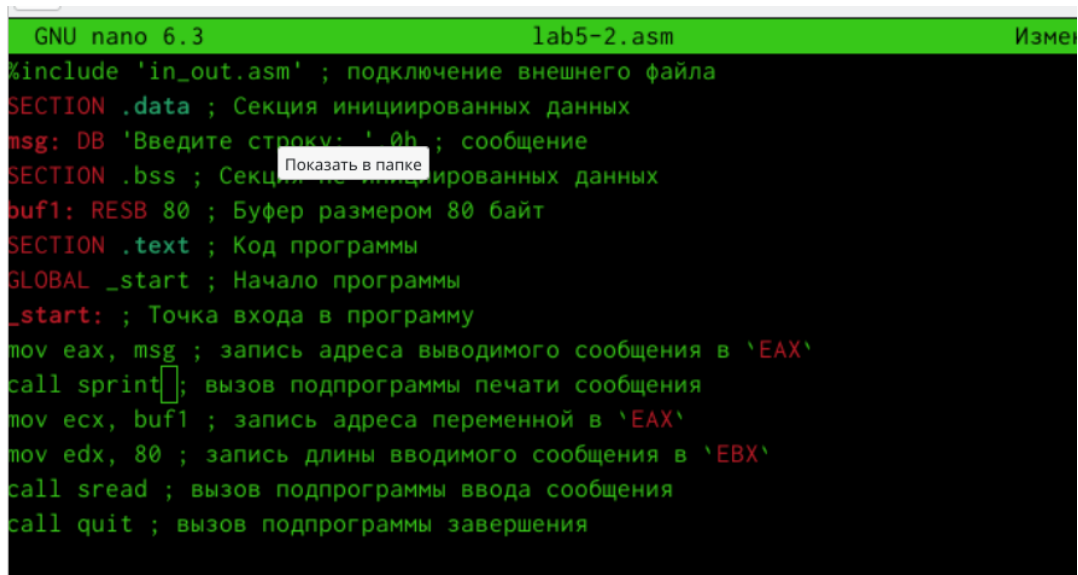 GNU nano 6.3 lab5-2.asm
%include 'in_out.asm' ; подключение внешнего файла
SECTION .data ; Секция инициированных данных
msg: DB 'Введите строку: ' 0h ; сообщение
Показать в папке
SECTION .bss ; инициированных данных
buf1: RESB 80 ; Буфер размером 80 байт
SECTION .text ; Код программы
GLOBAL _start ; Начало программы
_start: ; Точка входа в программу
mov eax, msg ; запись адреса выводимого сообщения в `EAX`
call sprint ; вызов подпрограммы печати сообщения
mov ecx, buf1 ; запись адреса переменной в `EAX`
mov edx, 80 ; запись длины вводимого сообщения в `EBX`
call sread ; вызов подпрограммы ввода сообщения
call quit ; вызов подпрограммы завершения